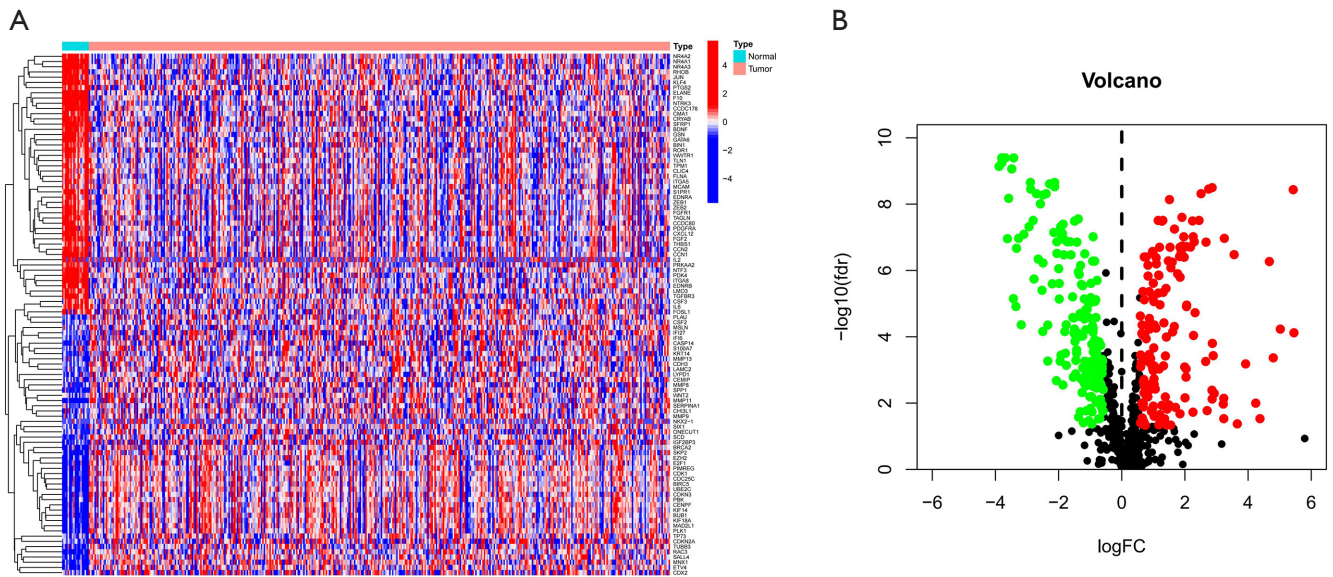 A
Type
NR4A2
NR4A1
NR4A3
RHOB
JUN
KLF4
PTGS2
ELANE
F10
NTRK3
CCDC178
CMA1
CRYAB
SFRP1
BDNF
GSN
GATA6
BIN1
ROR1
WWTR1
TLN1
TPM1
CLIC4
FLNA
ITGA5
MCAM
S1PR1
EDNRA
ZEB1
ZEB2
FGFR1
TAGLN
CCDC80
PDGFRA
CXCL12
FGF2
THBS1
CCN2
CCN1
IL2
PRKAA2
NTF3
PDK4
ITGA8
EDNRB
LMO3
TGFBR3
CSF3
IL6
FOSL1
PLAU
CSF2
MSLN
IFI27
IFI6
CASP14
S100A7
KRT14
MMP13
CDH2
LAMC2
LYPD1
CEMIP
MMP8
SPP1
WNT2
MMP11
SERPINA1
CHI3L1
MMP9
NKX2-1
SIX1
ONECUT1
SCD
IGF2BP3
BRCA2
SKP2
EZH2
E2F1
PIMREG
CDK1
CDC25C
BIRC5
UBE2C
CDKN3
PBK
CENPF
KIF14
BUB1
KIF18A
MAD2L1
PLK1
TP73
CDKN2A
TUBB3
RAC3
SALL4
MNX1
ETV4
CDX2
4
2
0
−2
−4
Type
Normal
Tumor
B
Volcano
−log10(fdr)
10
8
6
4
2
0
−6 −4 −2 0 2 4 6
logFC